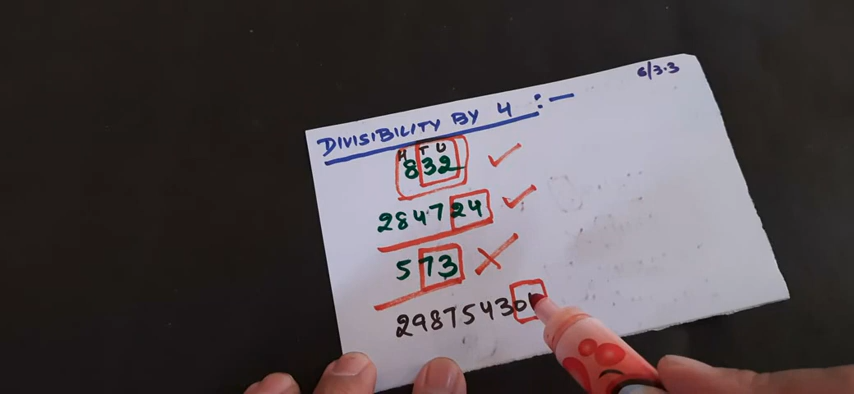 6/3.3
DIVISIBILITY BY 4 :-
H T U
832 ✓
284724 ✓
573 ✗
29875430